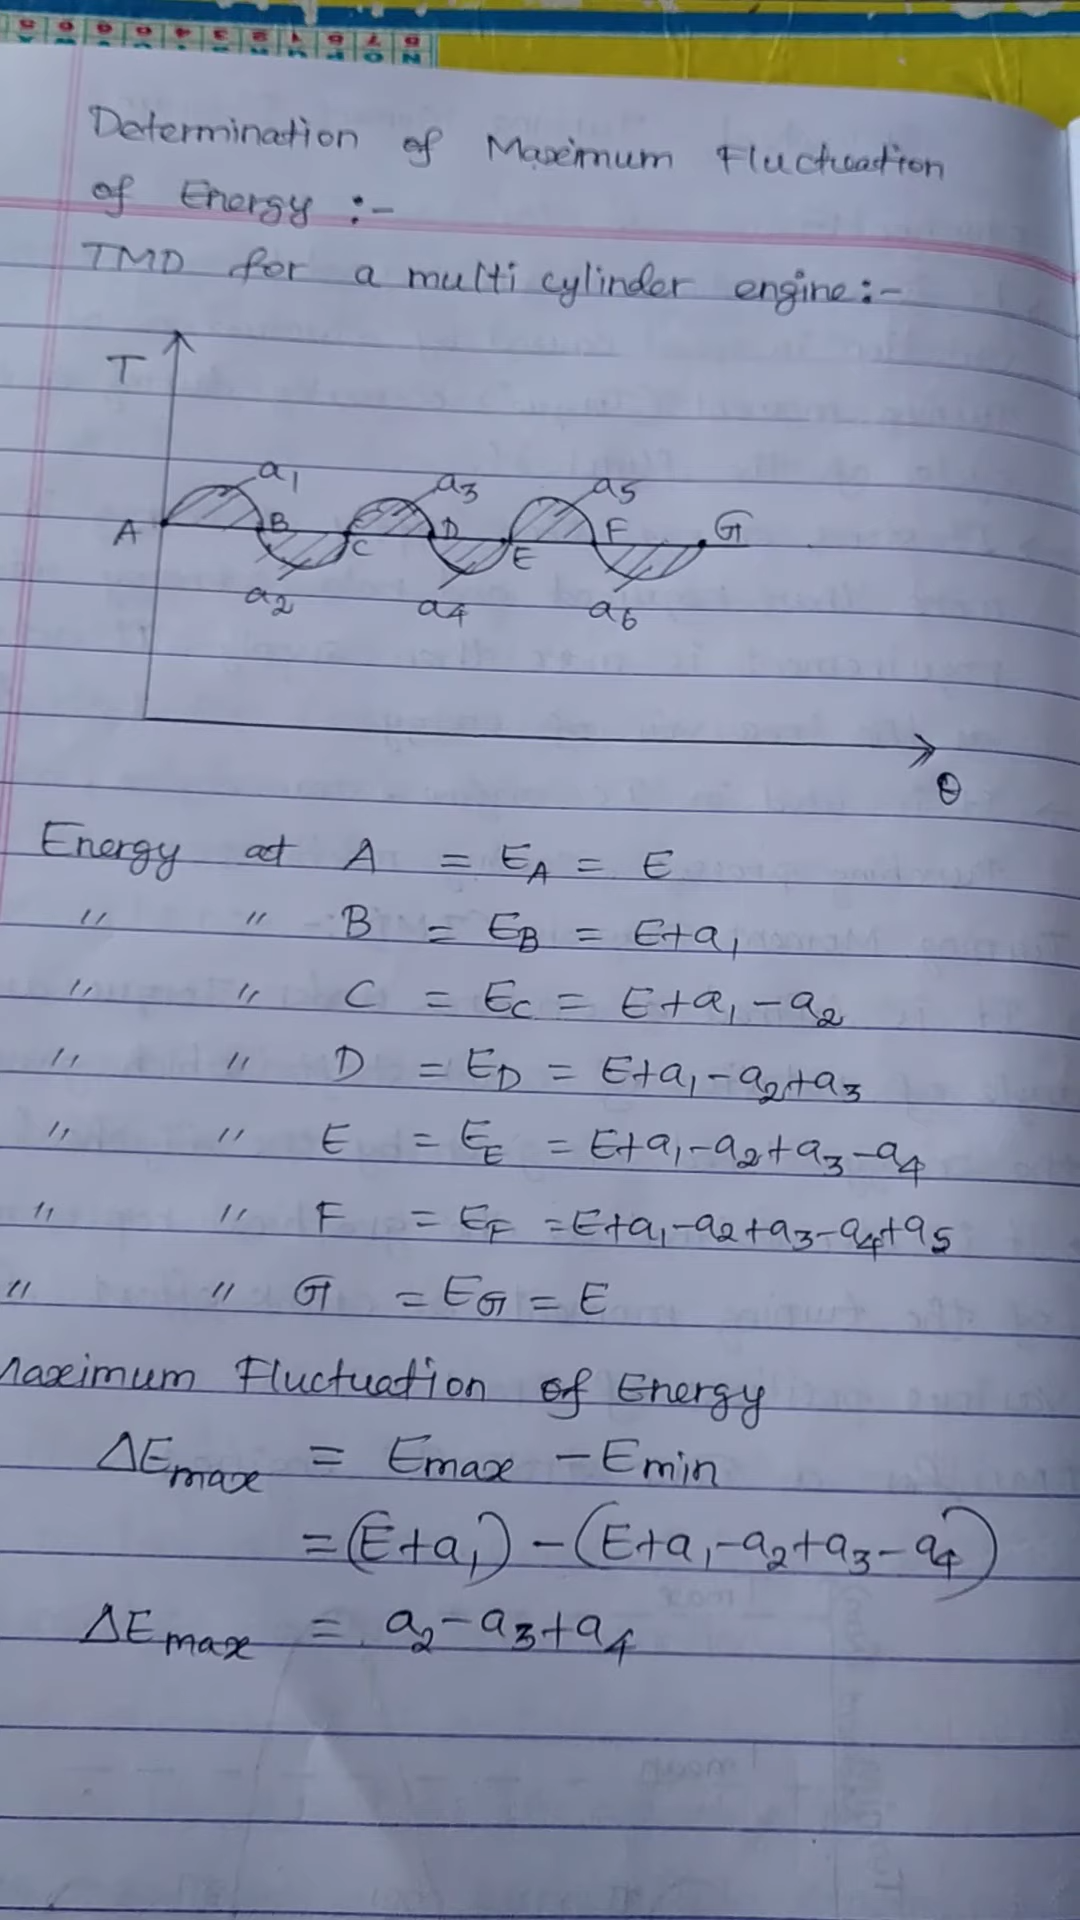 Determination of Maximum Fluctuation
of Energy :-
TMD for a multi cylinder engine:-
T
a1 a3 a5
A B C D E F G
a2 a4 a6
θ
Energy at A = EA = E
" " B = EB = E+a1
" " C = EC = E+a1-a2
" " D = ED = E+a1-a2+a3
" " E = EE = E+a1-a2+a3-a4
" " F = EF = E+a1-a2+a3-a4+a5
" " G = EG = E
Maximum Fluctuation of Energy
ΔEmax = Emax - Emin
= (E+a1) - (E+a1-a2+a3-a4)
ΔEmax = a2-a3+a4